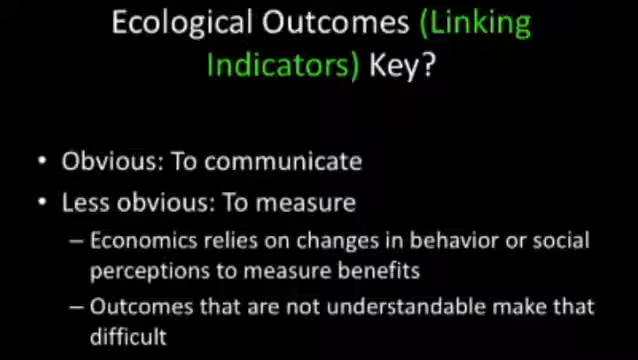 Ecological Outcomes (Linking
Indicators) Key?
• Obvious: To communicate
• Less obvious: To measure
– Economics relies on changes in behavior or social
perceptions to measure benefits
– Outcomes that are not understandable make that
difficult